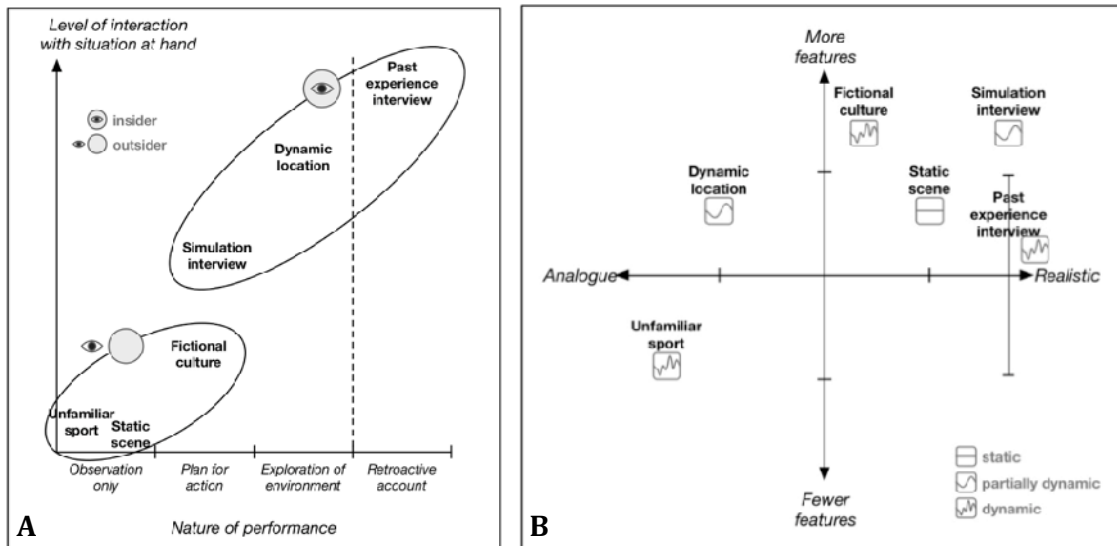 Level of interaction
with situation at hand
insider
outsider
Past
experience
interview
Dynamic
location
Simulation
interview
Fictional
culture
Unfamiliar
sport
Static
scene
Observation
only
Plan for
action
Exploration of
environment
Retroactive
account
Nature of performance
A
More
features
Fictional
culture
Simulation
interview
Dynamic
location
Static
scene
Past
experience
interview
Analogue
Realistic
Unfamiliar
sport
static
partially dynamic
dynamic
Fewer
features
B